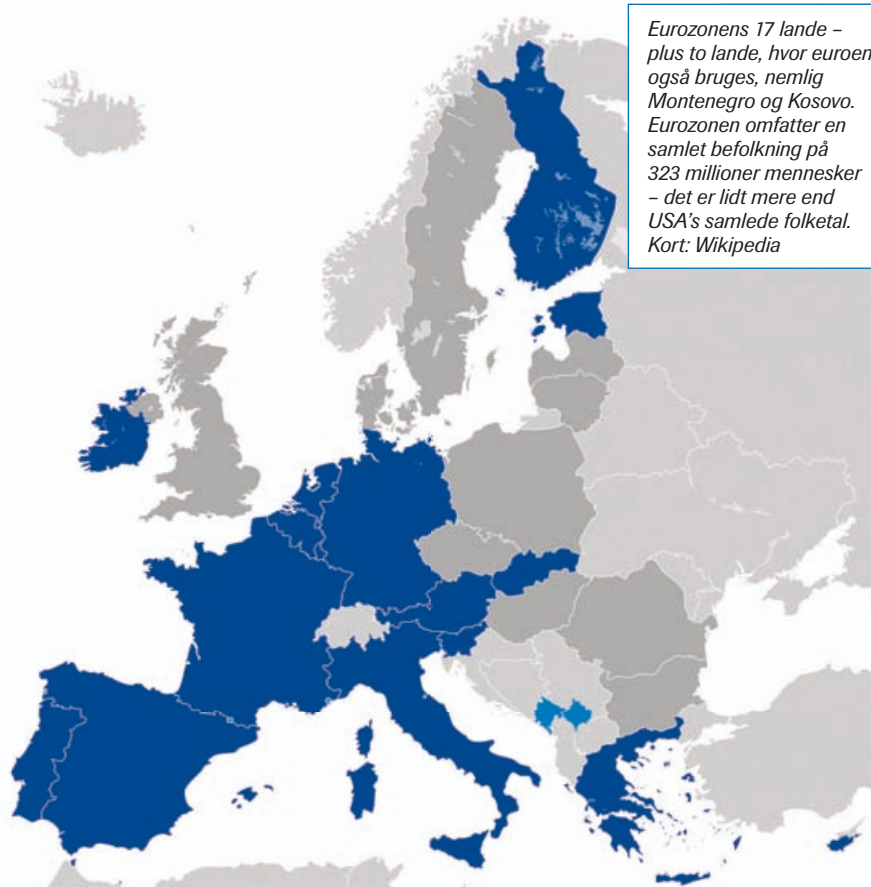 Eurozonens 17 lande –
plus to lande, hvor euroen
også bruges, nemlig
Montenegro og Kosovo.
Eurozonen omfatter en
samlet befolkning på
323 millioner mennesker
– det er lidt mere end
USA's samlede folketal.
Kort: Wikipedia